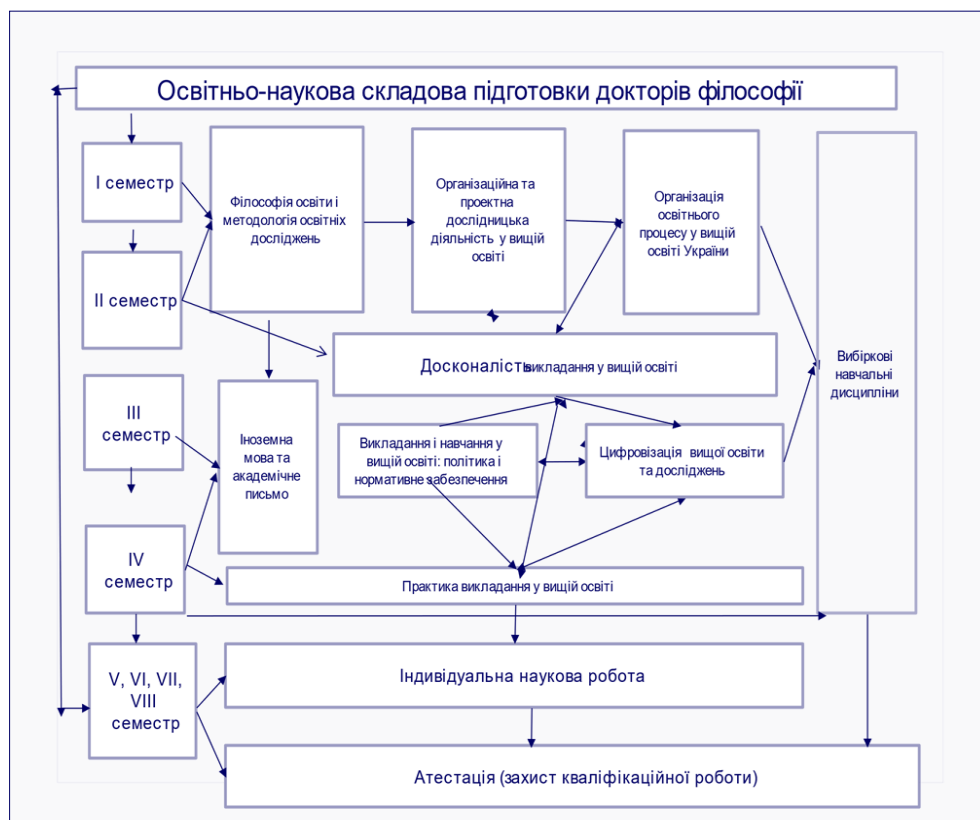 Освітньо-наукова складова підготовки докторів філософії
І семестр
Філософія освіти і
методологія освітніх
досліджень
Організаційна та
проектна
дослідницька
діяльність у вищій
освіті
Організація
освітнього
процесу у вищій
освіті України
ІІ семестр
Досконалість викладання у вищій освіті
Вибіркові
навчальні
дисципліни
ІІІ
семестр
Іноземна
мова та
академічне
письмо
Викладання і навчання у
вищій освіті: політика і
нормативне забезпечення
Цифровізація вищої освіти
та досліджень
IV
семестр
Практика викладання у вищій освіті
V, VI, VII,
VIII
семестр
Індивідуальна наукова робота
Атестація (захист кваліфікаційної роботи)